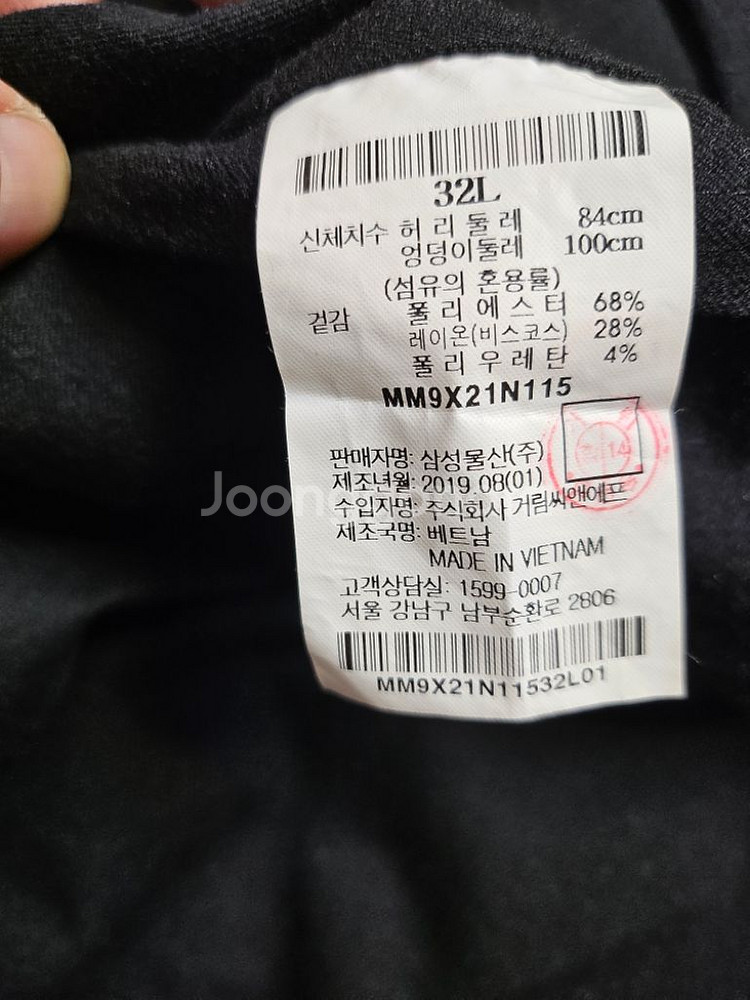 32L
신체치수 허리둘레 84cm
엉덩이둘레 100cm
(섬유의 혼용률)
겉감 폴리에스터 68%
레이온(비스코스) 28%
폴리우레탄 4%
MM9X21N115
판매자명: 삼성물산(주)
제조년월: 2019.08(01)
수입자명: 주식회사 거림씨앤에프
제조국명: 베트남
MADE IN VIETNAM
고객상담실: 1599-0007
서울 강남구 남부순환로 2806
MM9X21N11532L01